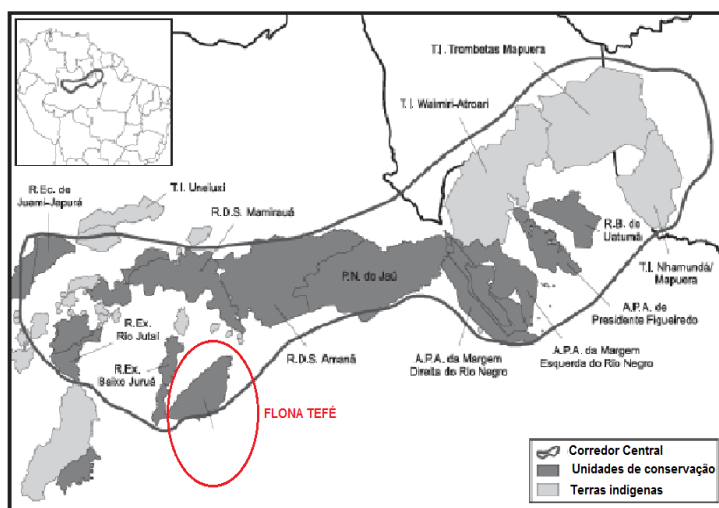 T.I. Trombetas Mapuera
T.I. Waimiri-Atroari
R.Ec. de
Juami-Japurá
T.I. Uneiuxi
R.D.S. Mamirauá
R.B. de
Uatumã
P.N. do Jaú
T.I. Nhamundá/
Mapuera
A.P.A. de
Presidente Figueiredo
R.Ex.
Rio Jutaí
R.D.S. Amanã
A.P.A. da Margem
Esquerda do Rio Negro
A.P.A. da Margem
Direita do Rio Negro
R.Ex.
Baixo Juruá
FLONA TEFÉ
Corredor Central
Unidades de conservação
Terras indígenas